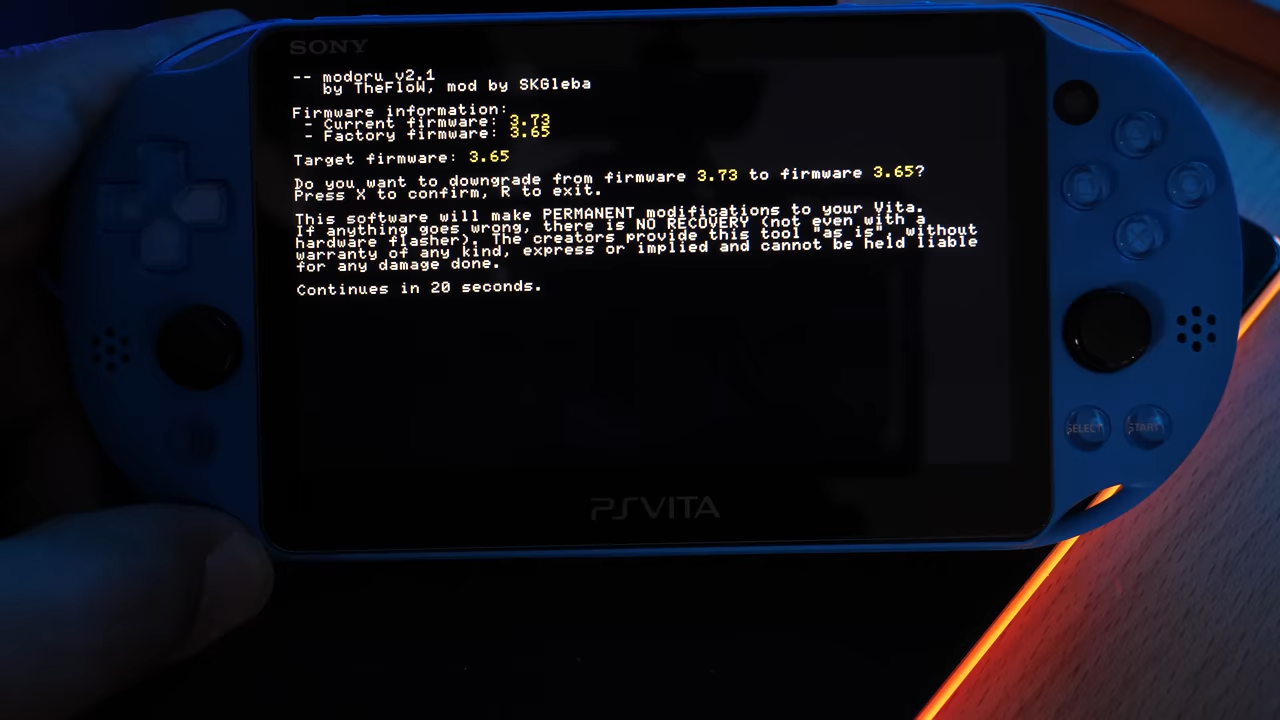 SONY
-- modoru v2.1
by TheFloW, mod by SKGleba
Firmware information:
- Current firmware: 3.73
- Factory firmware: 3.65
Target firmware: 3.65
Do you want to downgrade from firmware 3.73 to firmware 3.65?
Press X to confirm, R to exit.
This software will make PERMANENT modifications to your Vita.
If anything goes wrong, there is NO RECOVERY (not even with a
hardware flasher). The creators provide this tool "as is", without
warranty of any kind, express or implied and cannot be held liable
for any damage done.
Continues in 20 seconds.
SELECT
START
PSVITA